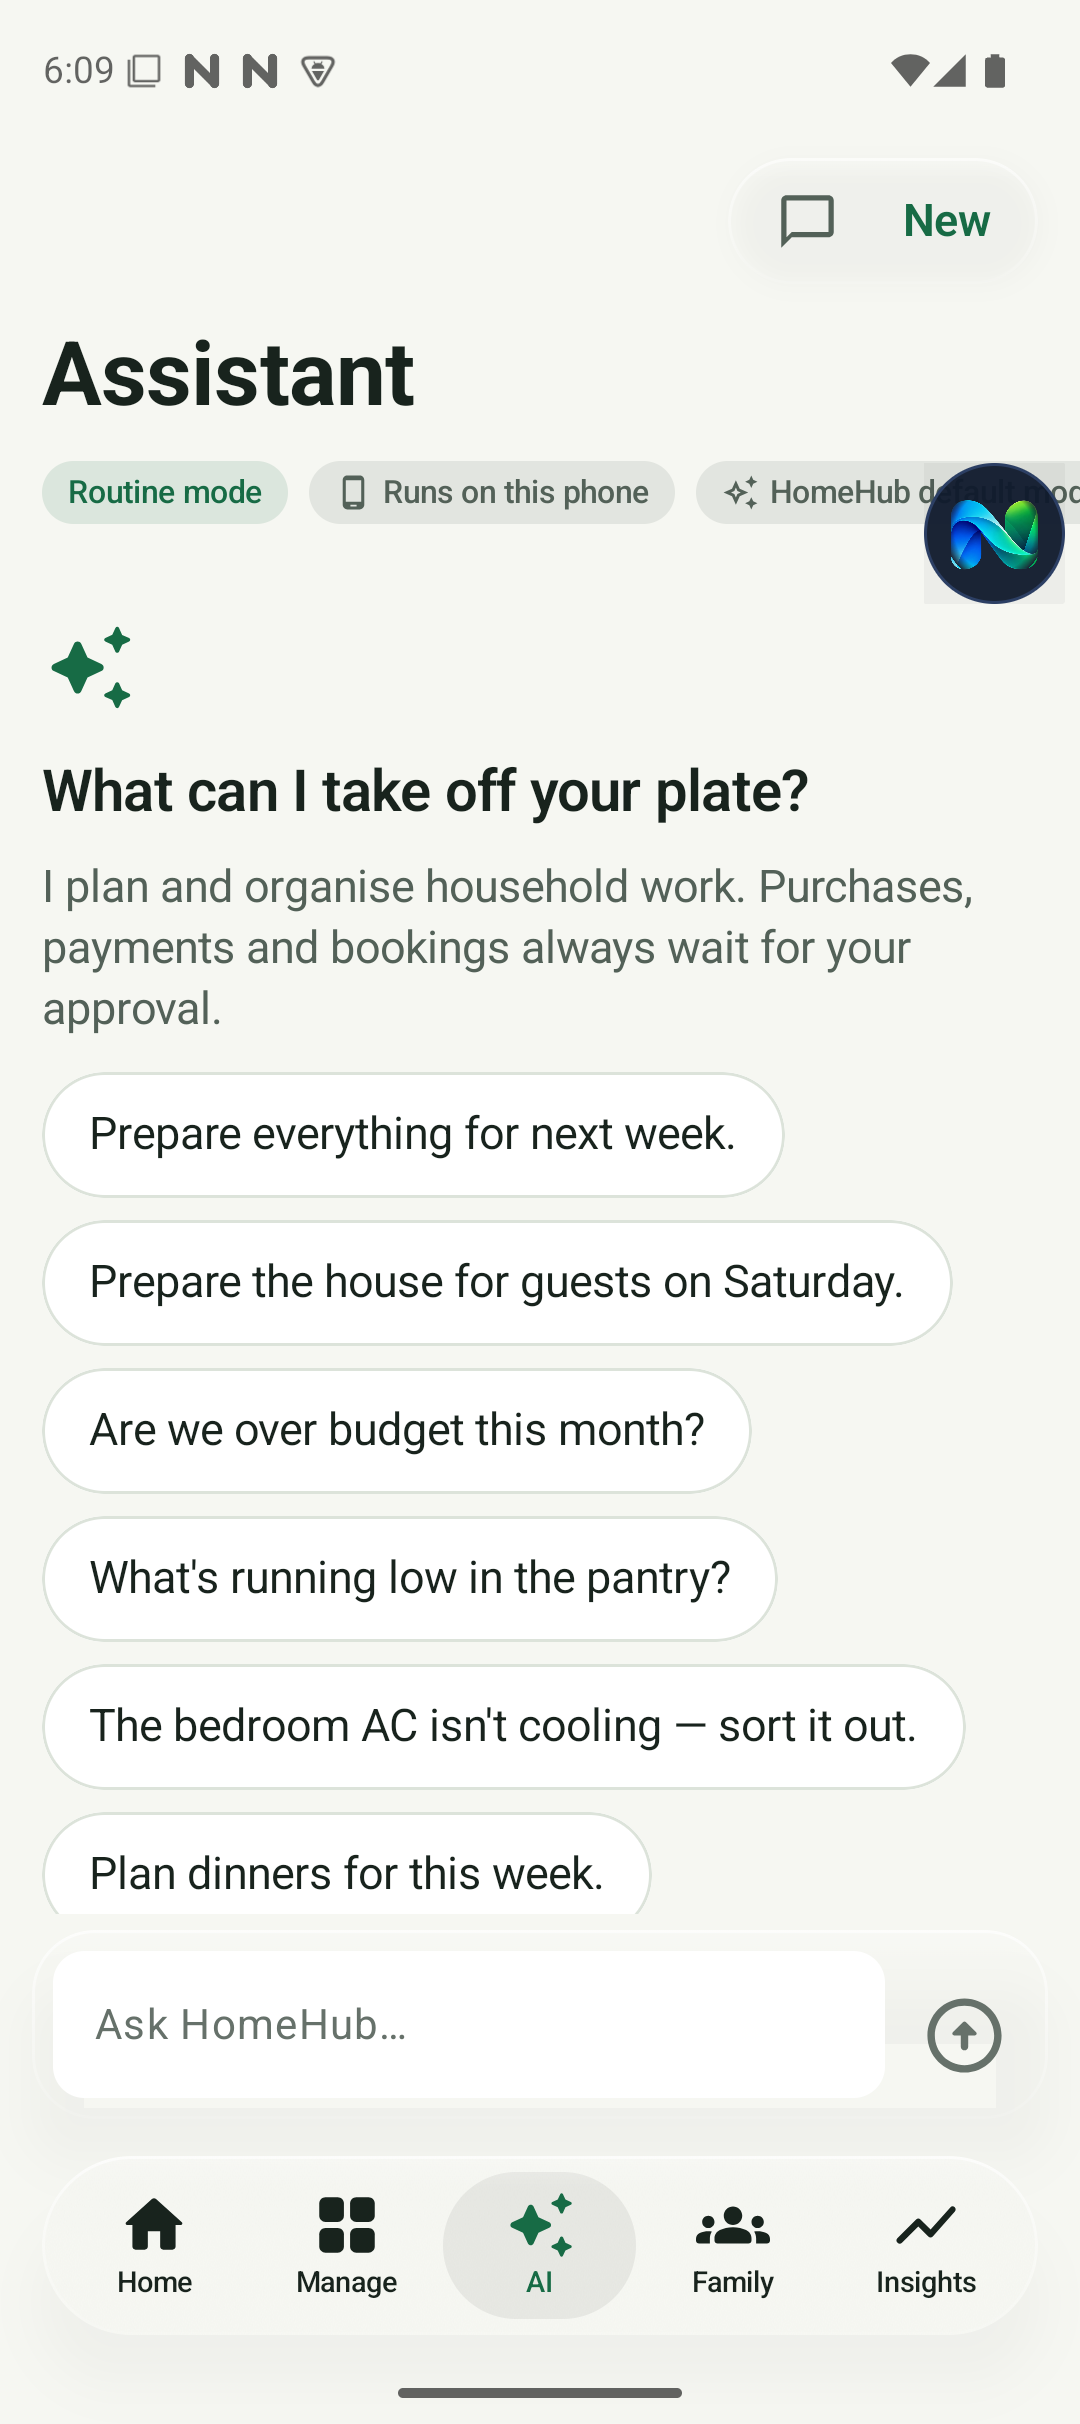 6:09
New
Assistant
Routine mode
Runs on this phone
HomeHub default
What can I take off your plate?
I plan and organise household work. Purchases,
payments and bookings always wait for your
approval.
Prepare everything for next week.
Prepare the house for guests on Saturday.
Are we over budget this month?
What's running low in the pantry?
The bedroom AC isn't cooling — sort it out.
Plan dinners for this week.
Ask HomeHub…
Home
Manage
AI
Family
Insights